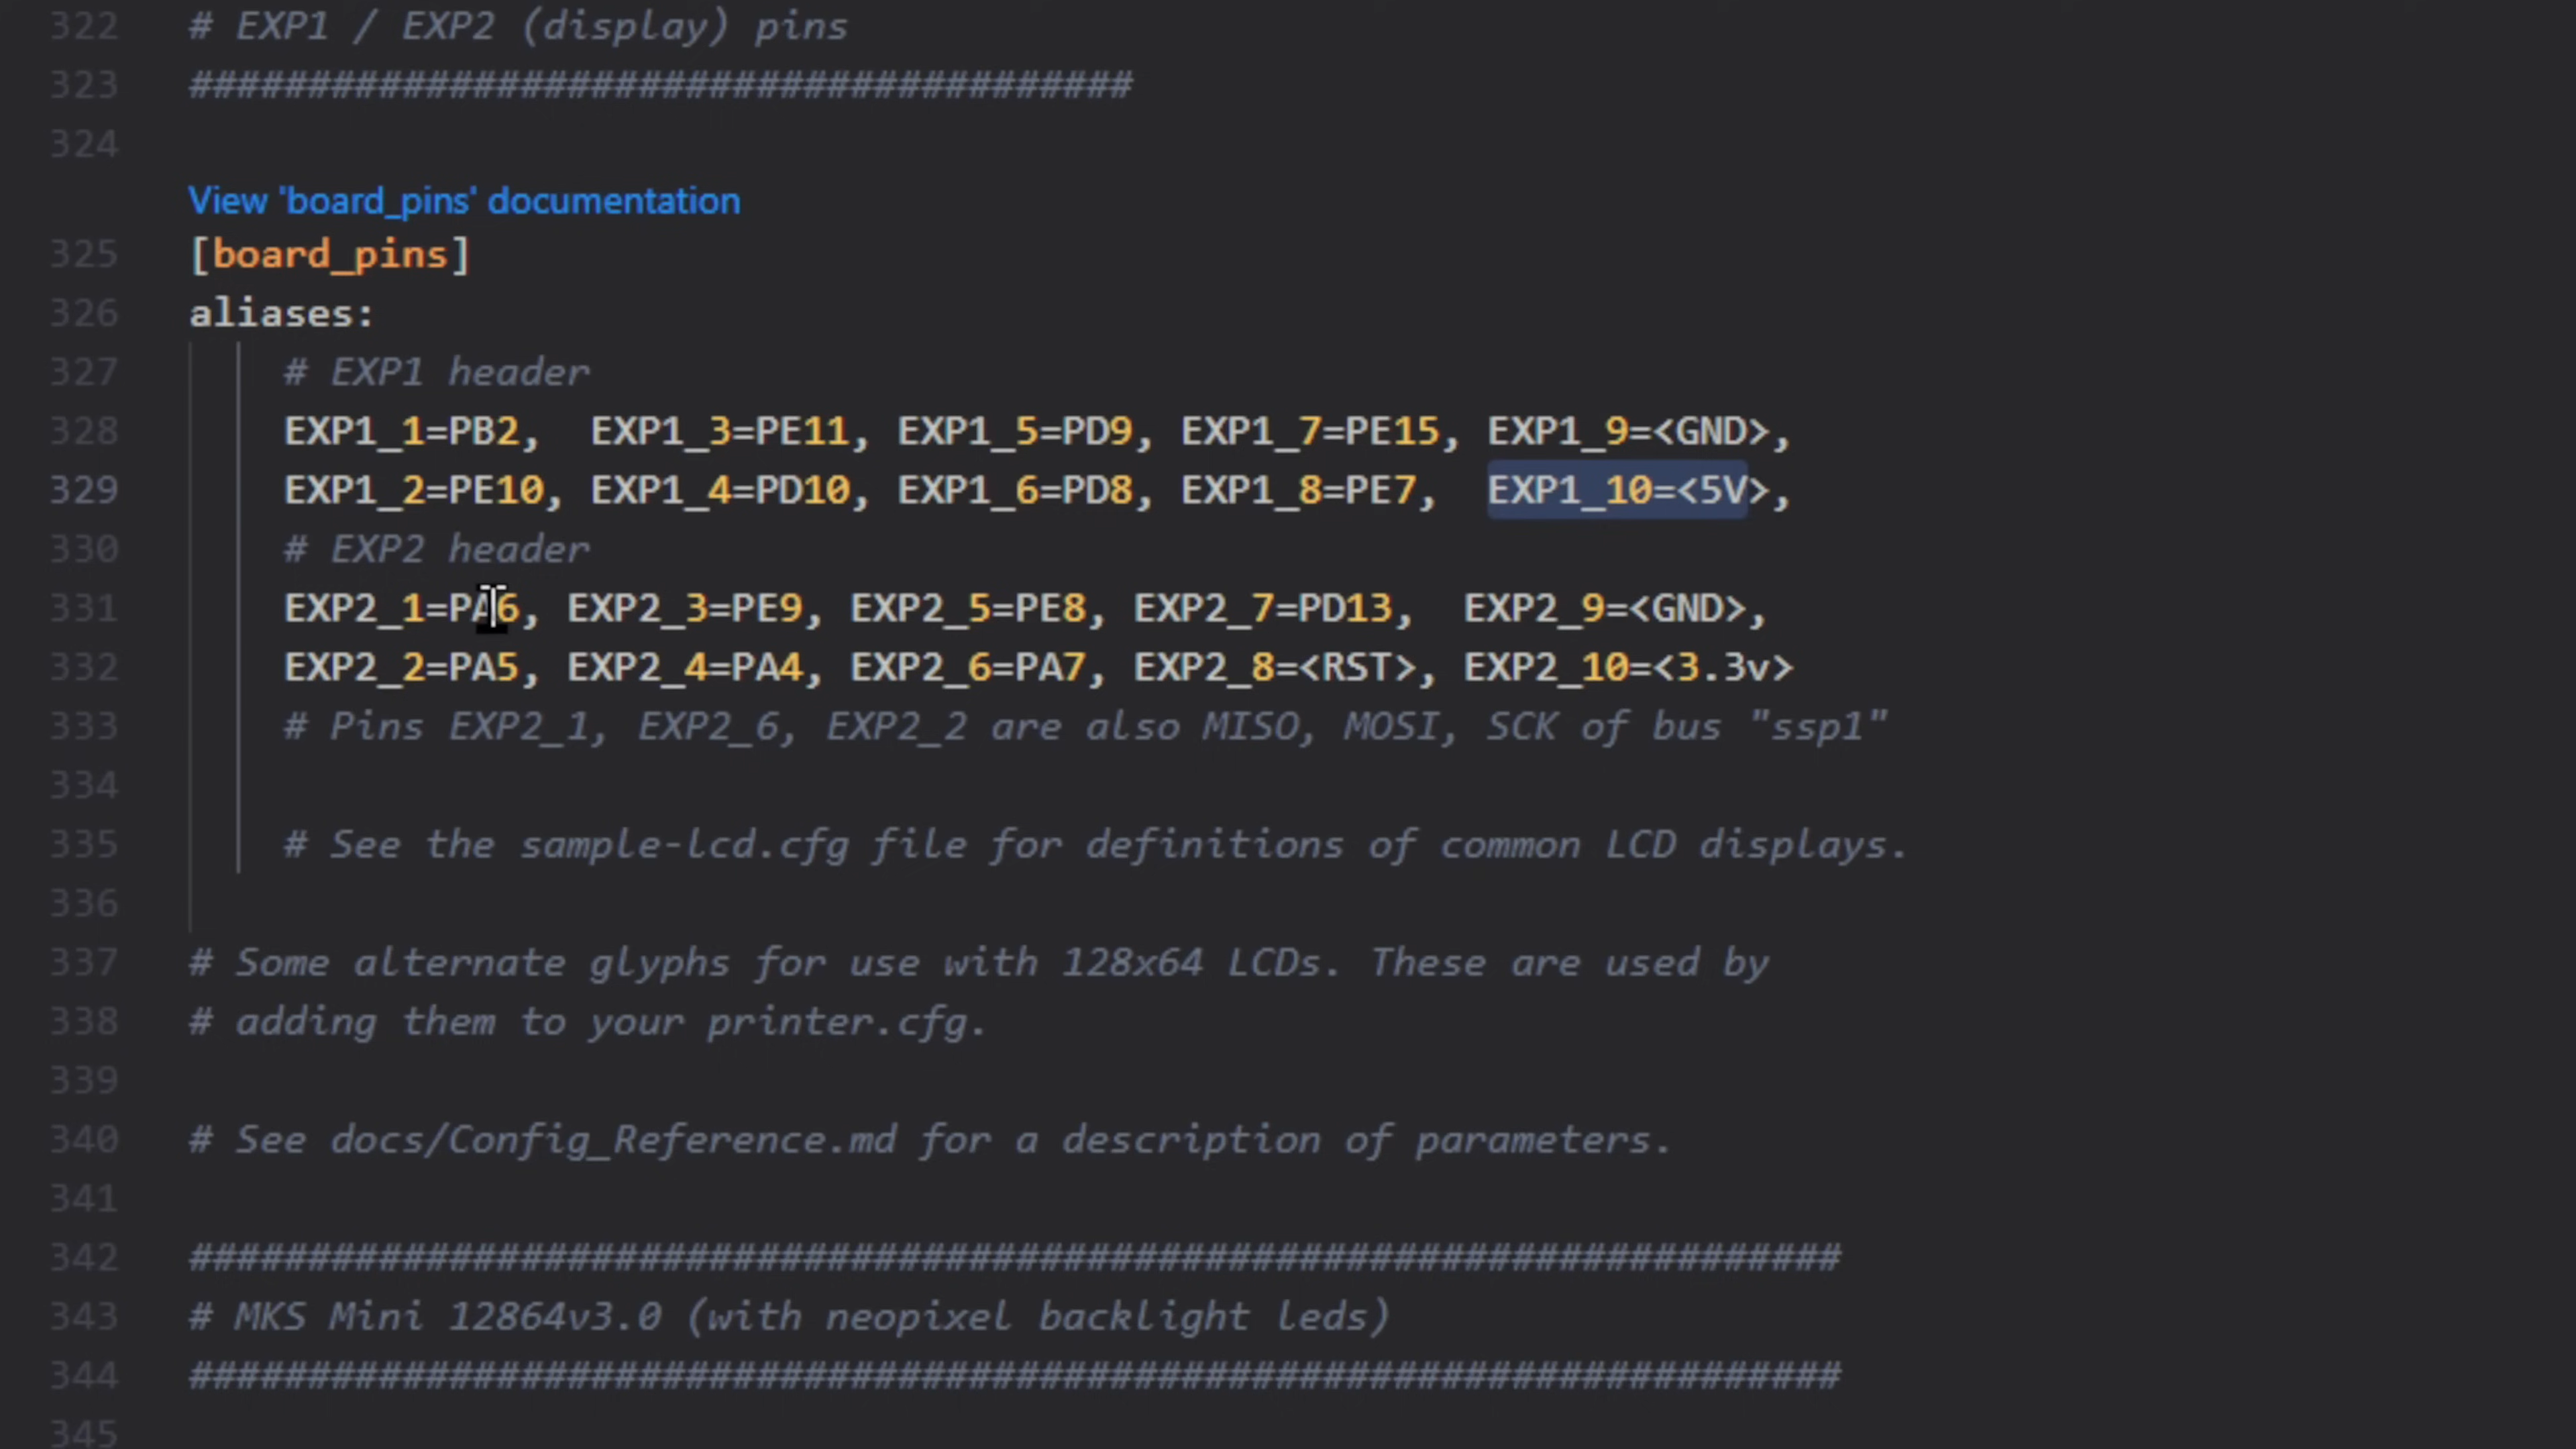 322 # EXP1 / EXP2 (display) pins
323 ########################################
324
View 'board_pins' documentation
325 [board_pins]
326 aliases:
327 # EXP1 header
328 EXP1_1=PB2,  EXP1_3=PE11, EXP1_5=PD9, EXP1_7=PE15, EXP1_9=<GND>,
329 EXP1_2=PE10, EXP1_4=PD10, EXP1_6=PD8, EXP1_8=PE7,  EXP1_10=<5V>,
330 # EXP2 header
331 EXP2_1=PA6, EXP2_3=PE9, EXP2_5=PE8, EXP2_7=PD13,  EXP2_9=<GND>,
332 EXP2_2=PA5, EXP2_4=PA4, EXP2_6=PA7, EXP2_8=<RST>, EXP2_10=<3.3v>
333 # Pins EXP2_1, EXP2_6, EXP2_2 are also MISO, MOSI, SCK of bus "ssp1"
334
335 # See the sample-lcd.cfg file for definitions of common LCD displays.
336
337 # Some alternate glyphs for use with 128x64 LCDs. These are used by
338 # adding them to your printer.cfg.
339
340 # See docs/Config_Reference.md for a description of parameters.
341
342 ######################################################################
343 # MKS Mini 12864v3.0 (with neopixel backlight leds)
344 ######################################################################
345